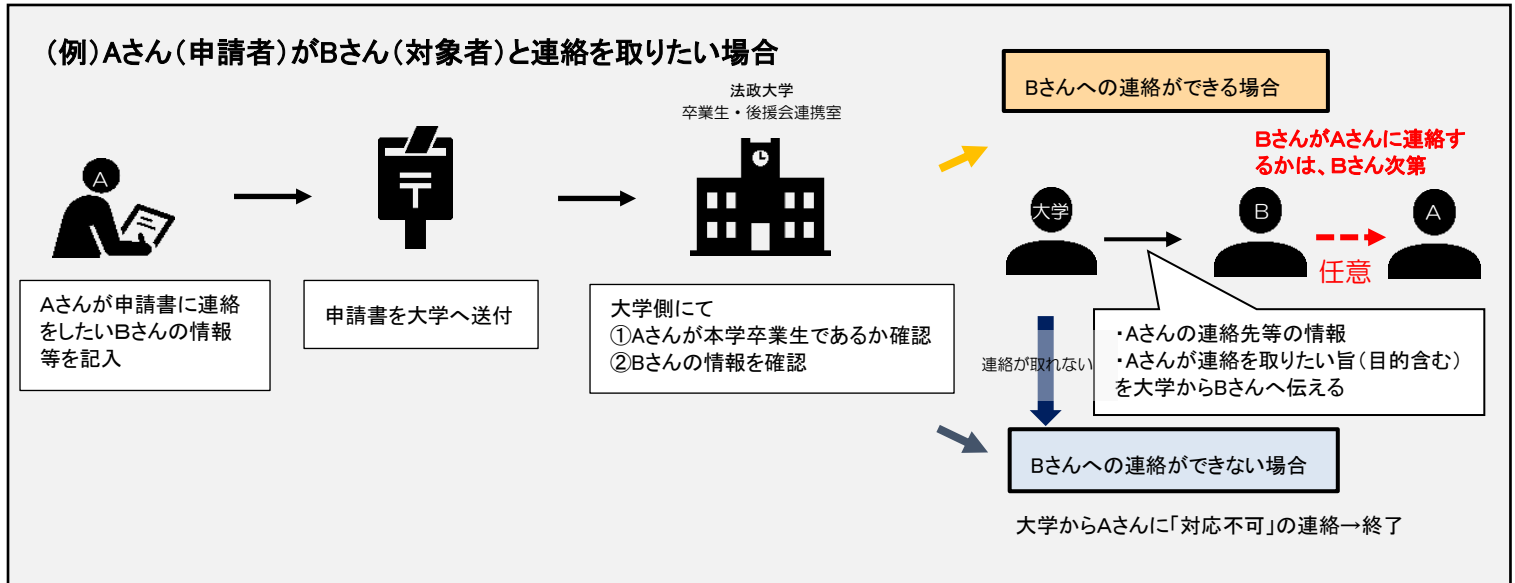 (例)Aさん(申請者)がBさん(対象者)と連絡を取りたい場合
法政大学
卒業生・後援会連携室
A
〒
Aさんが申請書に連絡
をしたいBさんの情報
等を記入
申請書を大学へ送付
大学側にて
①Aさんが本学卒業生であるか確認
②Bさんの情報を確認
Bさんへの連絡ができる場合
BさんがAさんに連絡す
るかは、Bさん次第
大学
B
A
任意
・Aさんの連絡先等の情報
・Aさんが連絡を取りたい旨(目的含む)
を大学からBさんへ伝える
連絡が取れない
Bさんへの連絡ができない場合
大学からAさんに「対応不可」の連絡→終了